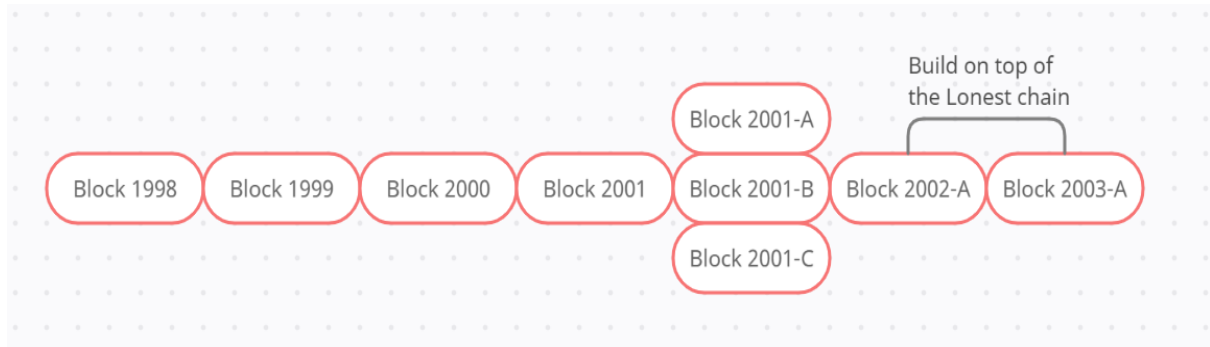 Build on top of
the Lonest chain
Block 2001-A
Block 1998
Block 1999
Block 2000
Block 2001
Block 2001-B
Block 2002-A
Block 2003-A
Block 2001-C